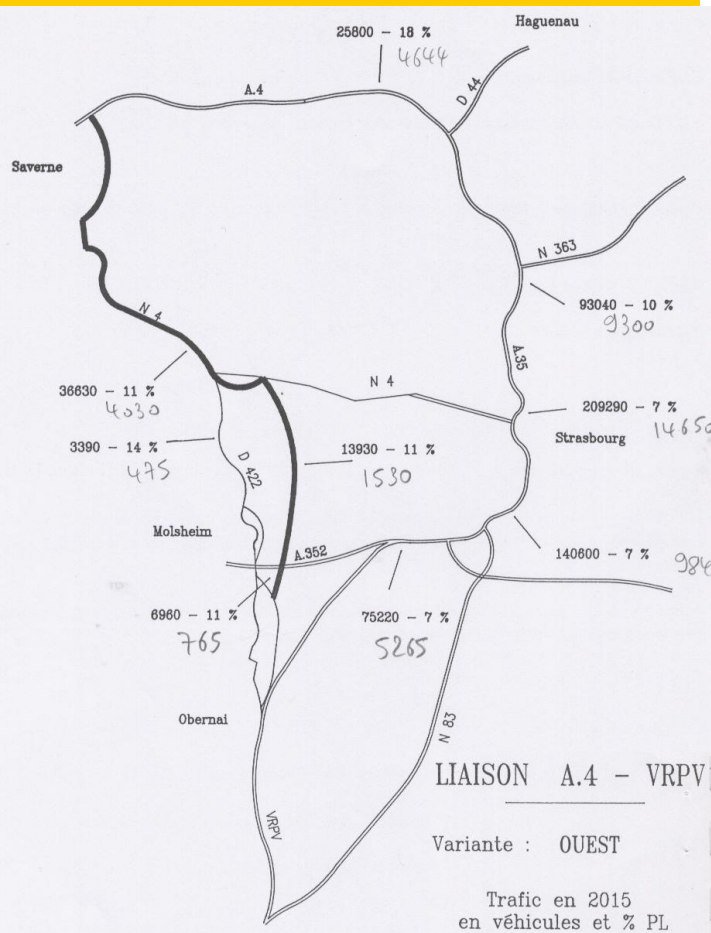 Haguenau
25800 - 18 %
4644
D 44
A.4
Saverne
N 363
93040 - 10 %
9300
N 4
A.35
36630 - 11 %
4030
N 4
209290 - 7 %
14650
Strasbourg
3390 - 14 %
475
D 422
13930 - 11 %
1530
Molsheim
A.352
140600 - 7 %
984
6960 - 11 %
765
75220 - 7 %
5265
Obernai
N 83
VRPV
LIAISON A.4 - VRPV
Variante : OUEST
Trafic en 2015
en véhicules et % PL